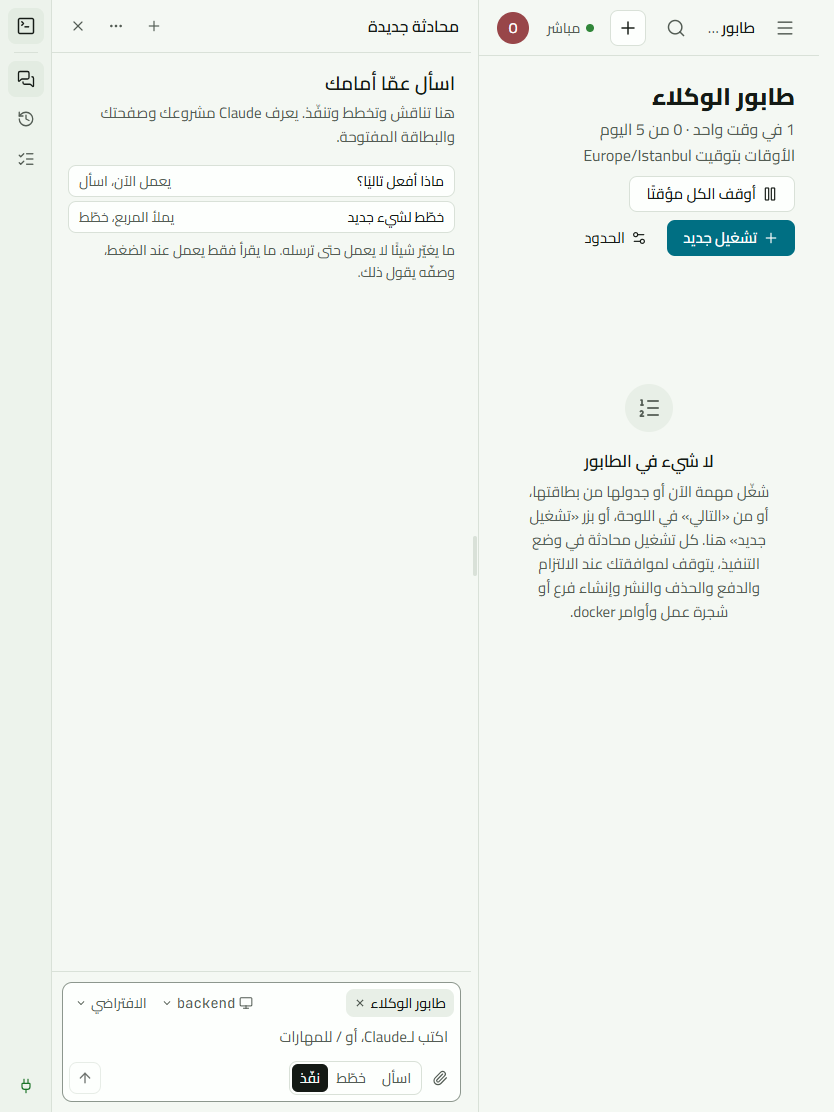 طابور ...
مباشر
O
طابور الوكلاء
1 في وقت واحد · 0 من 5 اليوم
الأوقات بتوقيت Europe/Istanbul
أوقف الكل مؤقتًا
تشغيل جديد
الحدود
لا شيء في الطابور
شغّل مهمة الآن أو جدولها من بطاقتها،
أو من «التالي» في اللوحة، أو بزر «تشغيل
جديد» هنا. كل تشغيل محادثة في وضع
التنفيذ، يتوقف لموافقتك عند الالتزام
والدفع والحذف والنشر وإنشاء فرع أو
شجرة عمل وأوامر docker.
محادثة جديدة
اسأل عمّا أمامك
هنا تناقش وتخطط وتنفّذ. يعرف Claude مشروعك وصفحتك
والبطاقة المفتوحة.
ماذا أفعل تاليًا؟ يعمل الآن، اسأل
خطّط لشيء جديد يملأ المربع، خطّط
ما يغيّر شيئًا لا يعمل حتى ترسله. ما يقرأ فقط يعمل عند الضغط،
وصفّه يقول ذلك.
طابور الوكلاء backend الافتراضي
اكتب لـClaude، أو / للمهارات
اسأل خطّط نفّذ